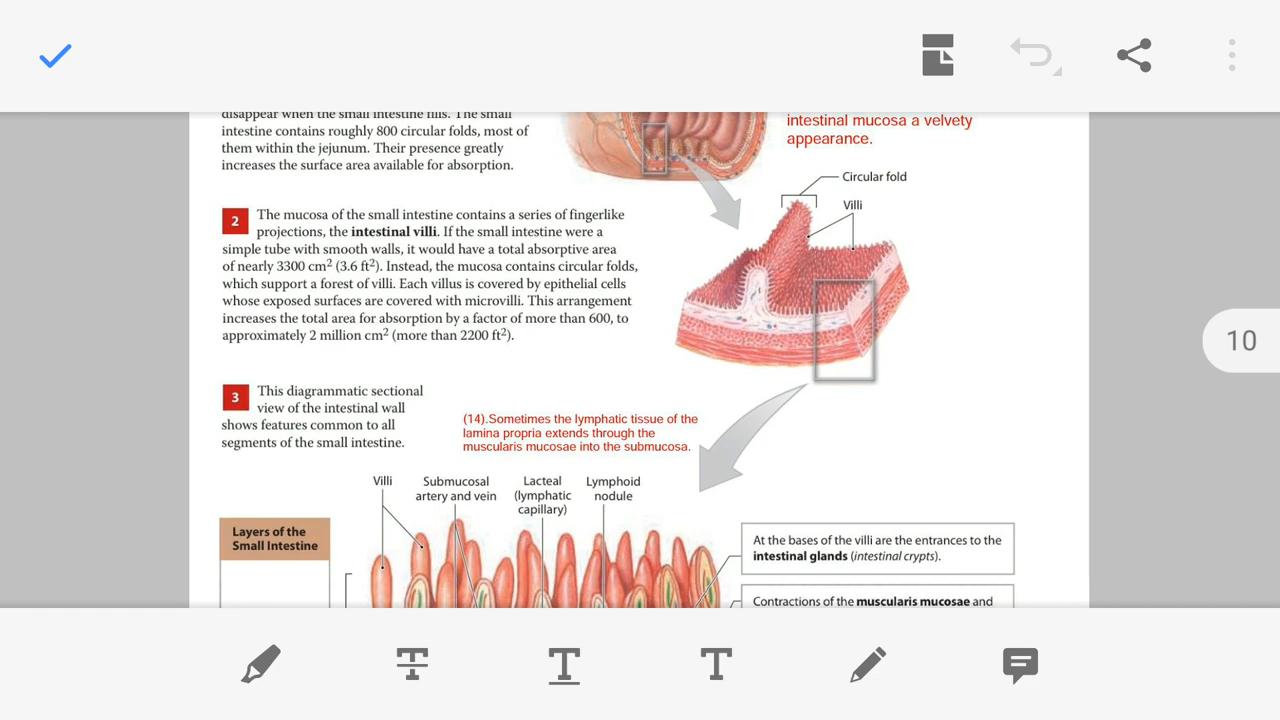 disappear when the small intestine fills. The small
intestine contains roughly 800 circular folds, most of
them within the jejunum. Their presence greatly
increases the surface area available for absorption.
intestinal mucosa a velvety
appearance.
Circular fold
Villi
2 The mucosa of the small intestine contains a series of fingerlike
projections, the intestinal villi. If the small intestine were a
simple tube with smooth walls, it would have a total absorptive area
of nearly 3300 cm² (3.6 ft²). Instead, the mucosa contains circular folds,
which support a forest of villi. Each villus is covered by epithelial cells
whose exposed surfaces are covered with microvilli. This arrangement
increases the total area for absorption by a factor of more than 600, to
approximately 2 million cm² (more than 2200 ft²).
10
3 This diagrammatic sectional
view of the intestinal wall
shows features common to all
segments of the small intestine.
(14).Sometimes the lymphatic tissue of the
lamina propria extends through the
muscularis mucosae into the submucosa.
Villi
Submucosal
artery and vein
Lacteal
(lymphatic
capillary)
Lymphoid
nodule
Layers of the
Small Intestine
At the bases of the villi are the entrances to the
intestinal glands (intestinal crypts).
Contractions of the muscularis mucosae and
T
T
T